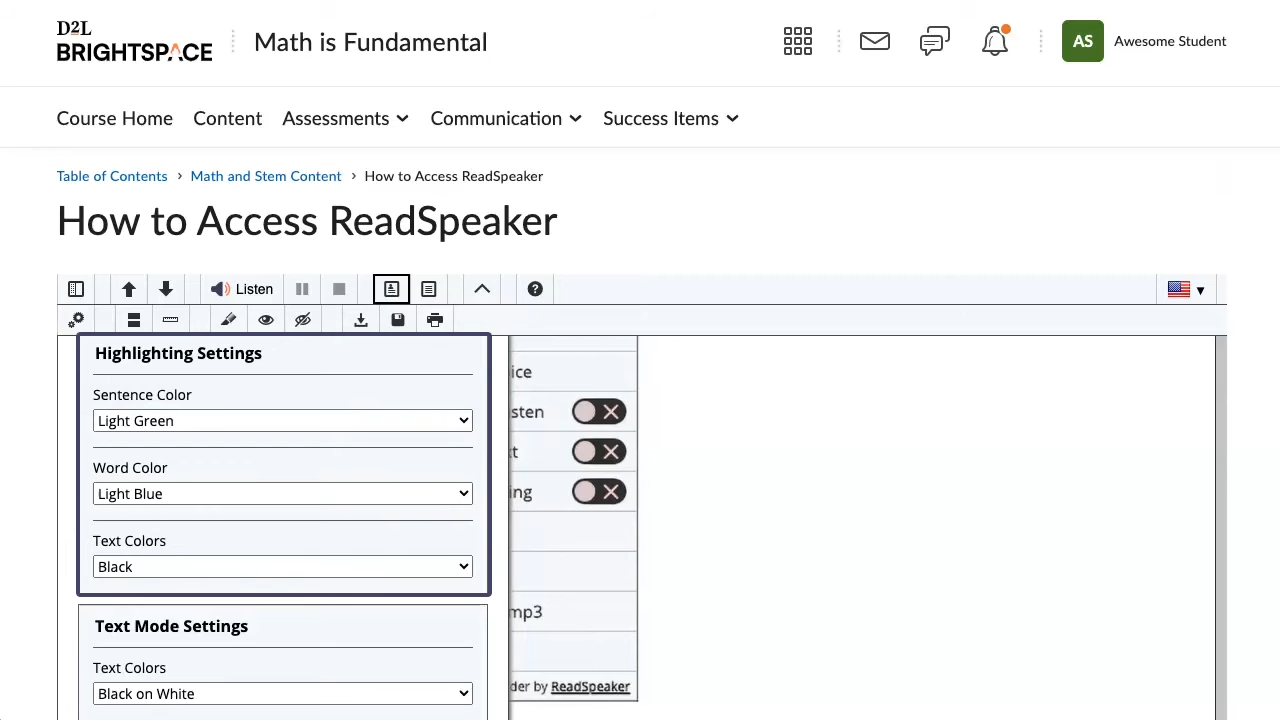 D2L
BRIGHTSPACE
Math is Fundamental
AS
Awesome Student
Course Home
Content
Assessments
Communication
Success Items
Table of Contents › Math and Stem Content › How to Access ReadSpeaker
How to Access ReadSpeaker
Listen
Highlighting Settings
Sentence Color
Light Green
Word Color
Light Blue
Text Colors
Black
Text Mode Settings
Text Colors
Black on White
ice
sten
xt
ing
mp3
der by ReadSpeaker